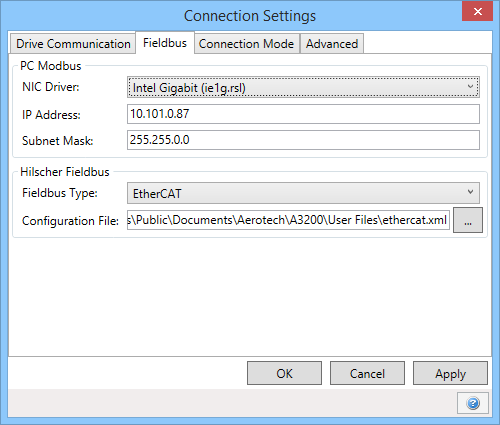 Connection Settings
Drive Communication Fieldbus Connection Mode Advanced
PC Modbus
NIC Driver: Intel Gigabit (ie1g.rsl)
IP Address: 10.101.0.87
Subnet Mask: 255.255.0.0
Hilscher Fieldbus
Fieldbus Type: EtherCAT
Configuration File: s\Public\Documents\Aerotech\A3200\User Files\ethercat.xml ...
OK Cancel Apply
?